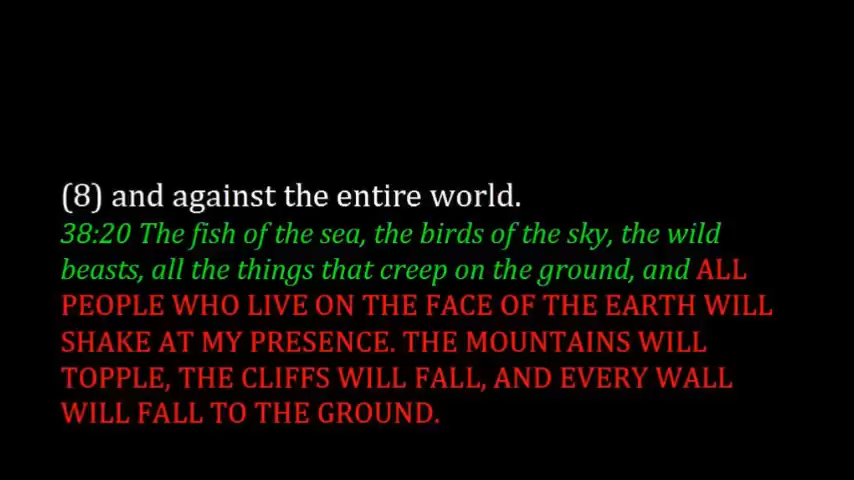 (8) and against the entire world.
38:20 The fish of the sea, the birds of the sky, the wild
beasts, all the things that creep on the ground, and ALL
PEOPLE WHO LIVE ON THE FACE OF THE EARTH WILL
SHAKE AT MY PRESENCE. THE MOUNTAINS WILL
TOPPLE, THE CLIFFS WILL FALL, AND EVERY WALL
WILL FALL TO THE GROUND.